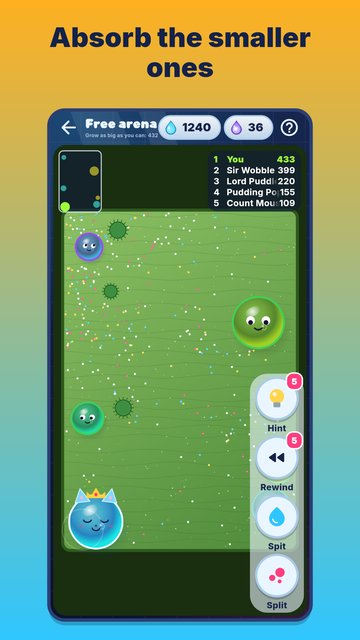 Absorb the smaller
ones
Free arena
Grow as big as you can: 432
1240
36
?
1 You 433
2 Sir Wobble 399
3 Lord Puddl 220
4 Pudding Po 155
5 Count Mou 109
5
Hint
5
Rewind
Spit
Split